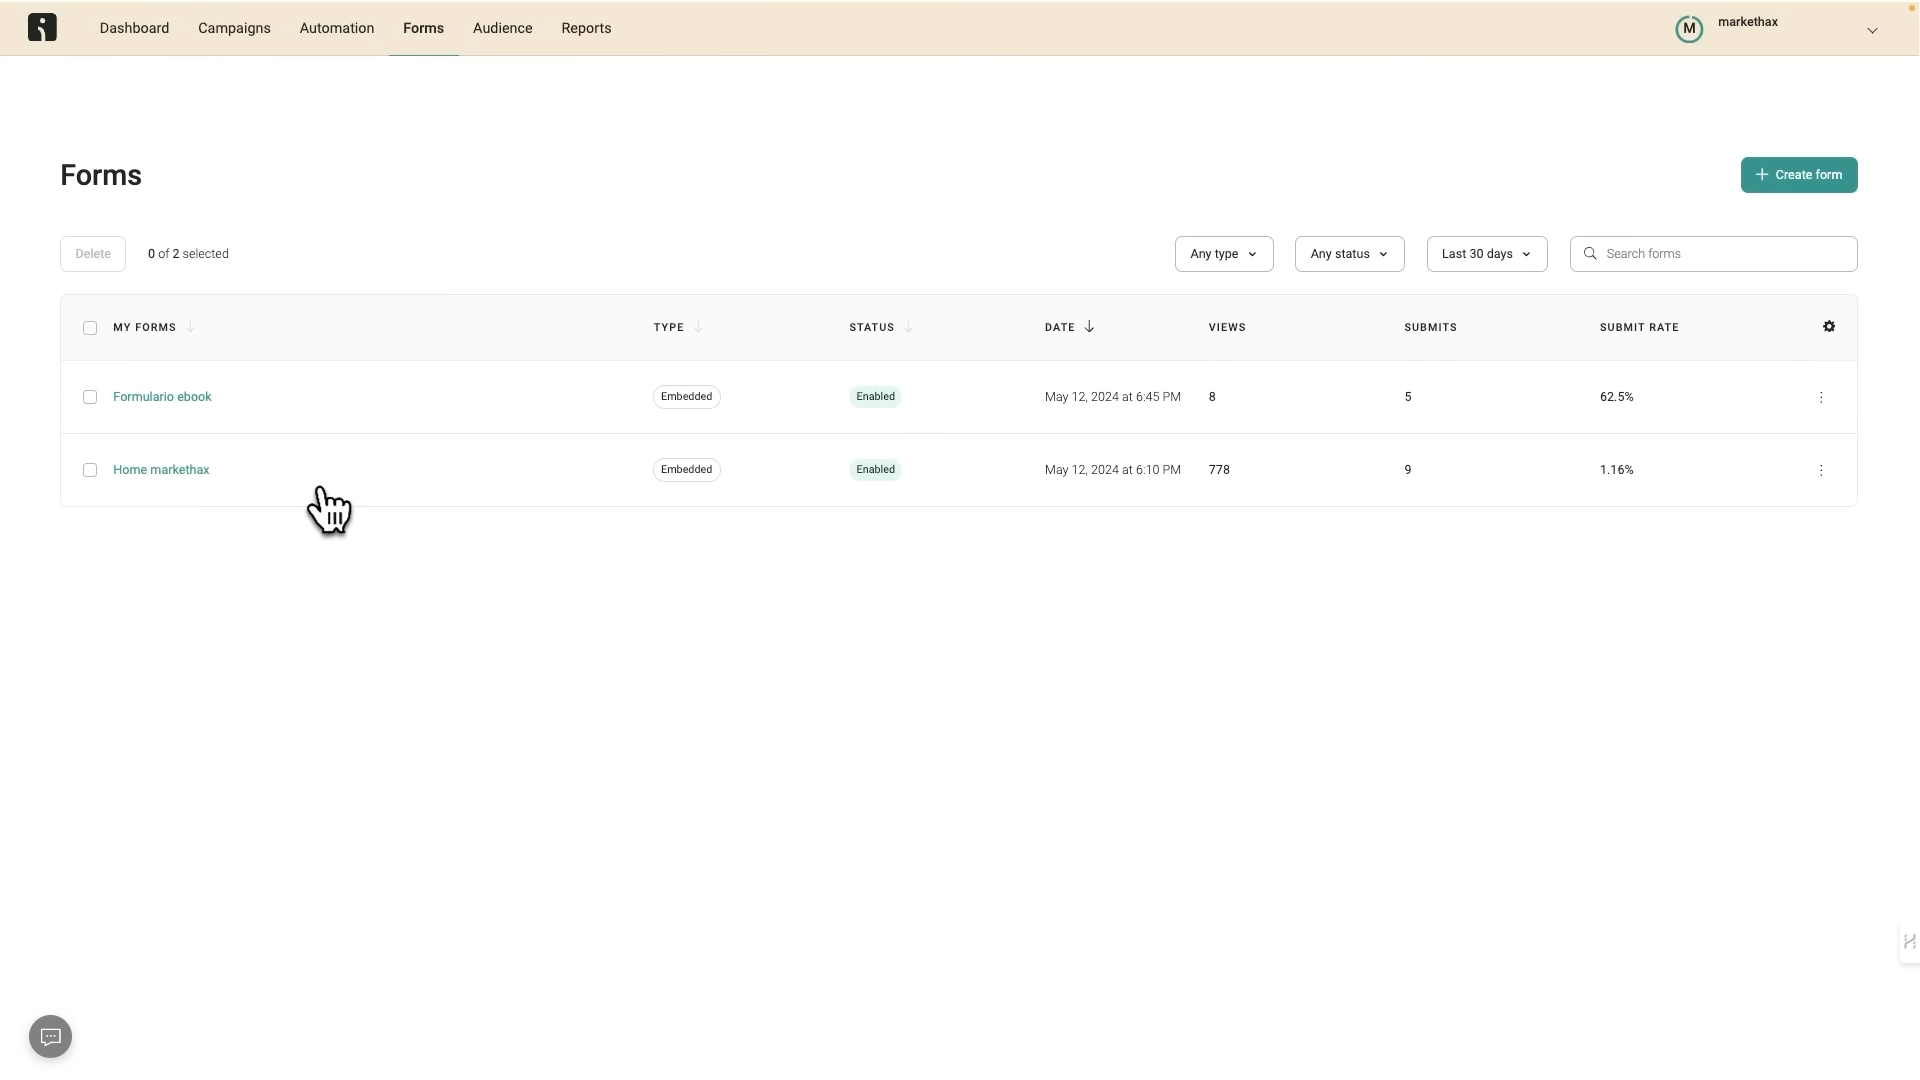 Dashboard Campaigns Automation Forms Audience Reports M markethax
Forms
+ Create form
Delete 0 of 2 selected Any type Any status Last 30 days Search forms
MY FORMS TYPE STATUS DATE VIEWS SUBMITS SUBMIT RATE
Formulario ebook Embedded Enabled May 12, 2024 at 6:45 PM 8 5 62.5%
Home markethax Embedded Enabled May 12, 2024 at 6:10 PM 778 9 1.16%